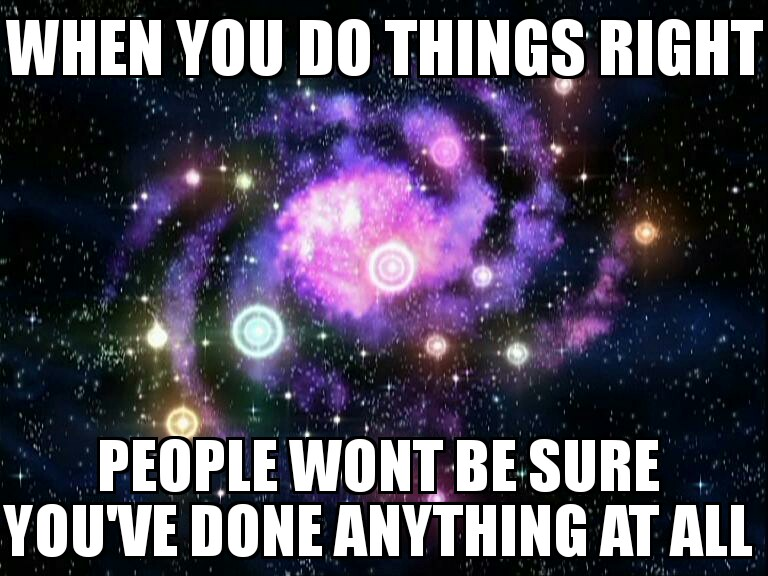 WHEN YOU DO THINGS RIGHT
PEOPLE WONT BE SURE
YOU'VE DONE ANYTHING AT ALL